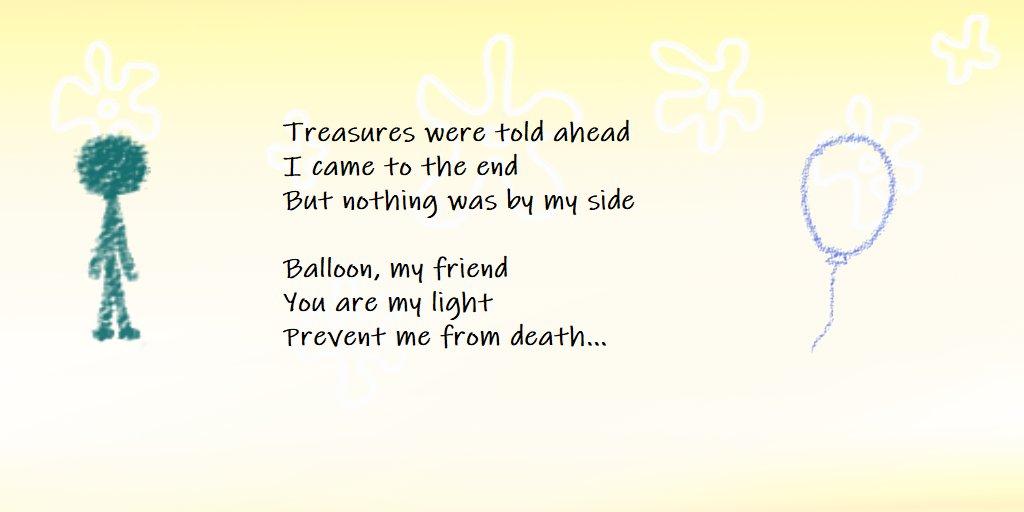 Treasures were told ahead
I came to the end
But nothing was by my side
Balloon, my friend
You are my light
Prevent me from death...